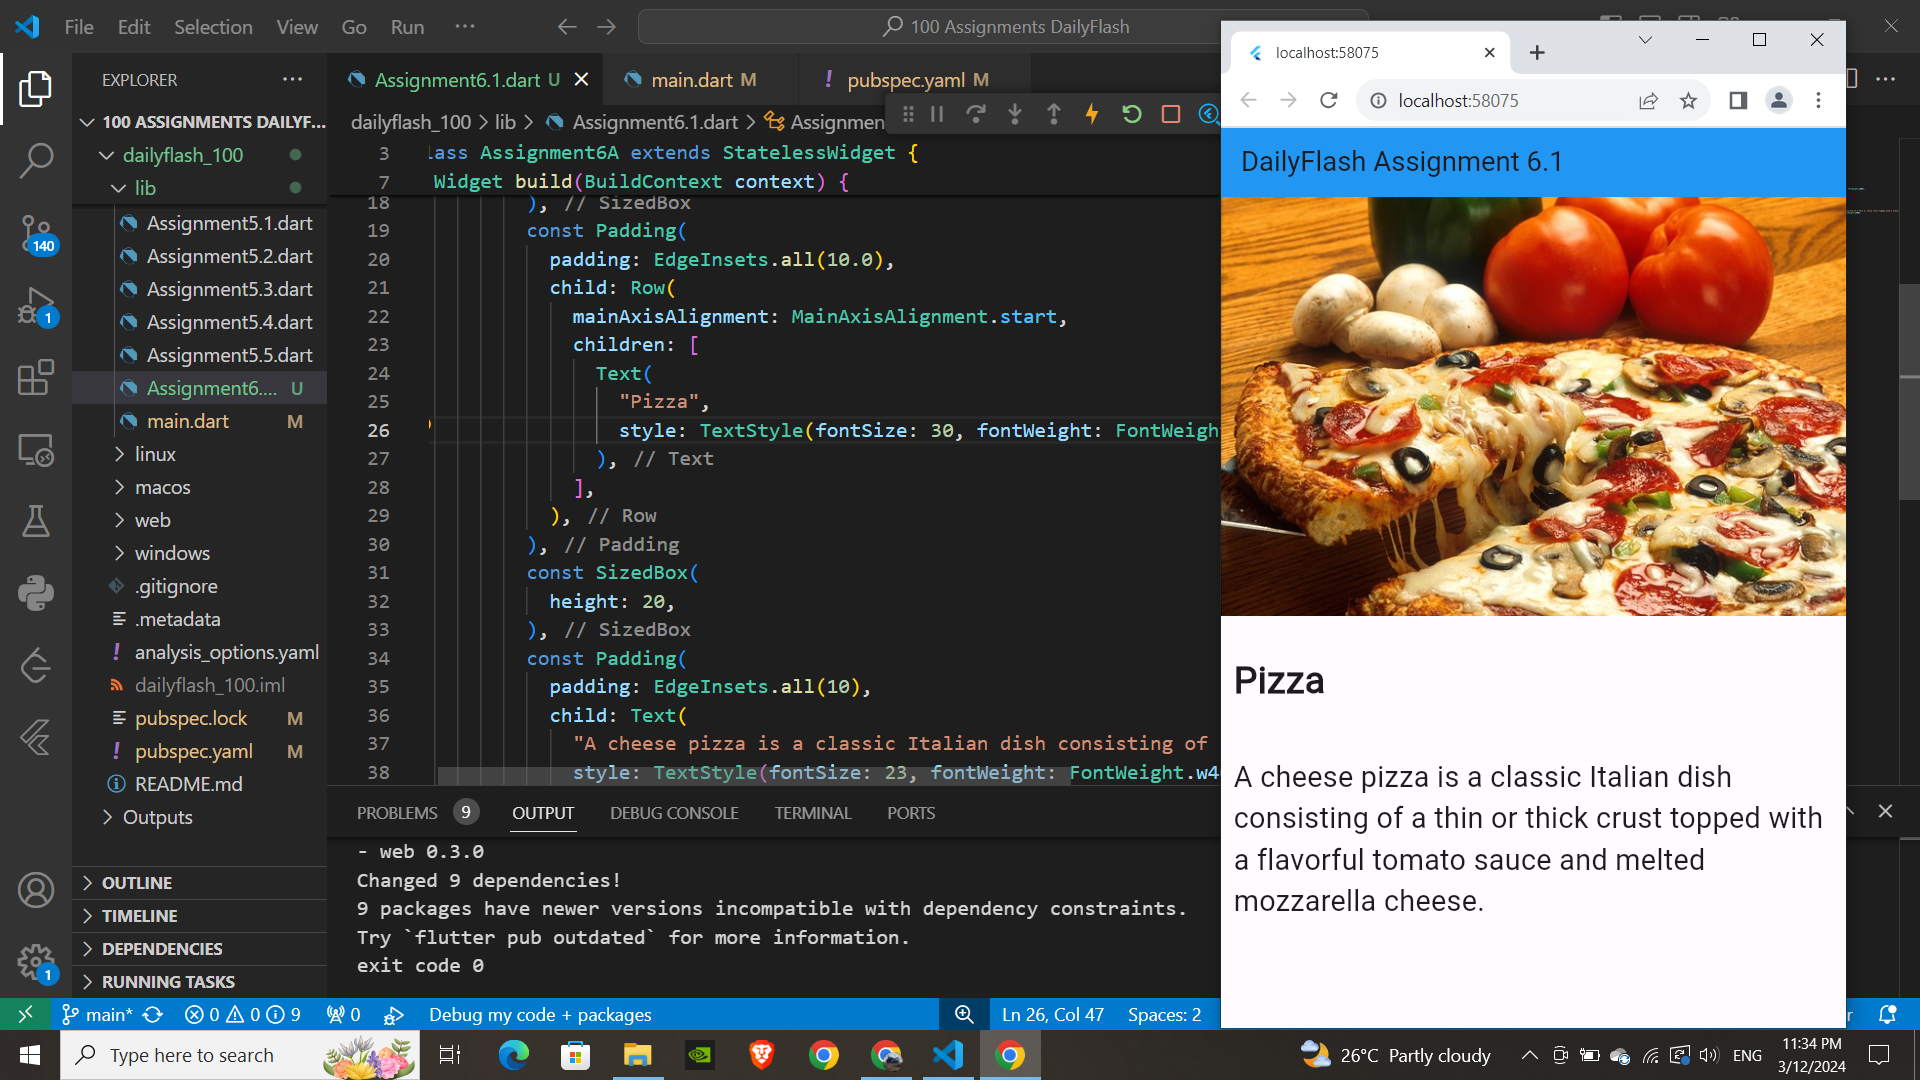 File Edit Selection View Go Run ···
100 Assignments DailyFlash
EXPLORER ···
100 ASSIGNMENTS DAILYF...
dailyflash_100
lib
Assignment5.1.dart
Assignment5.2.dart
Assignment5.3.dart
Assignment5.4.dart
Assignment5.5.dart
Assignment6.... U
main.dart M
linux
macos
web
windows
.gitignore
.metadata
! analysis_options.yaml
dailyflash_100.iml
pubspec.lock M
! pubspec.yaml M
README.md
Outputs
OUTLINE
TIMELINE
DEPENDENCIES
RUNNING TASKS
140
1
1
Assignment6.1.dart U
main.dart M
! pubspec.yaml M
dailyflash_100 > lib > Assignment6.1.dart > Assignmen
3 lass Assignment6A extends StatelessWidget {
7 Widget build(BuildContext context) {
18 ), // SizedBox
19 const Padding(
20 padding: EdgeInsets.all(10.0),
21 child: Row(
22 mainAxisAlignment: MainAxisAlignment.start,
23 children: [
24 Text(
25 "Pizza",
26 style: TextStyle(fontSize: 30, fontWeight: FontWeight
27 ), // Text
28 ],
29 ), // Row
30 ), // Padding
31 const SizedBox(
32 height: 20,
33 ), // SizedBox
34 const Padding(
35 padding: EdgeInsets.all(10),
36 child: Text(
37 "A cheese pizza is a classic Italian dish consisting of
38 style: TextStyle(fontSize: 23, fontWeight: FontWeight.w4
PROBLEMS 9 OUTPUT DEBUG CONSOLE TERMINAL PORTS
- web 0.3.0
Changed 9 dependencies!
9 packages have newer versions incompatible with dependency constraints.
Try `flutter pub outdated` for more information.
exit code 0
main* 0 0 9 0 Debug my code + packages Ln 26, Col 47 Spaces: 2
localhost:58075
localhost:58075
DailyFlash Assignment 6.1
Pizza
A cheese pizza is a classic Italian dish
consisting of a thin or thick crust topped with
a flavorful tomato sauce and melted
mozzarella cheese.
Type here to search
26°C Partly cloudy
ENG
11:34 PM
3/12/2024